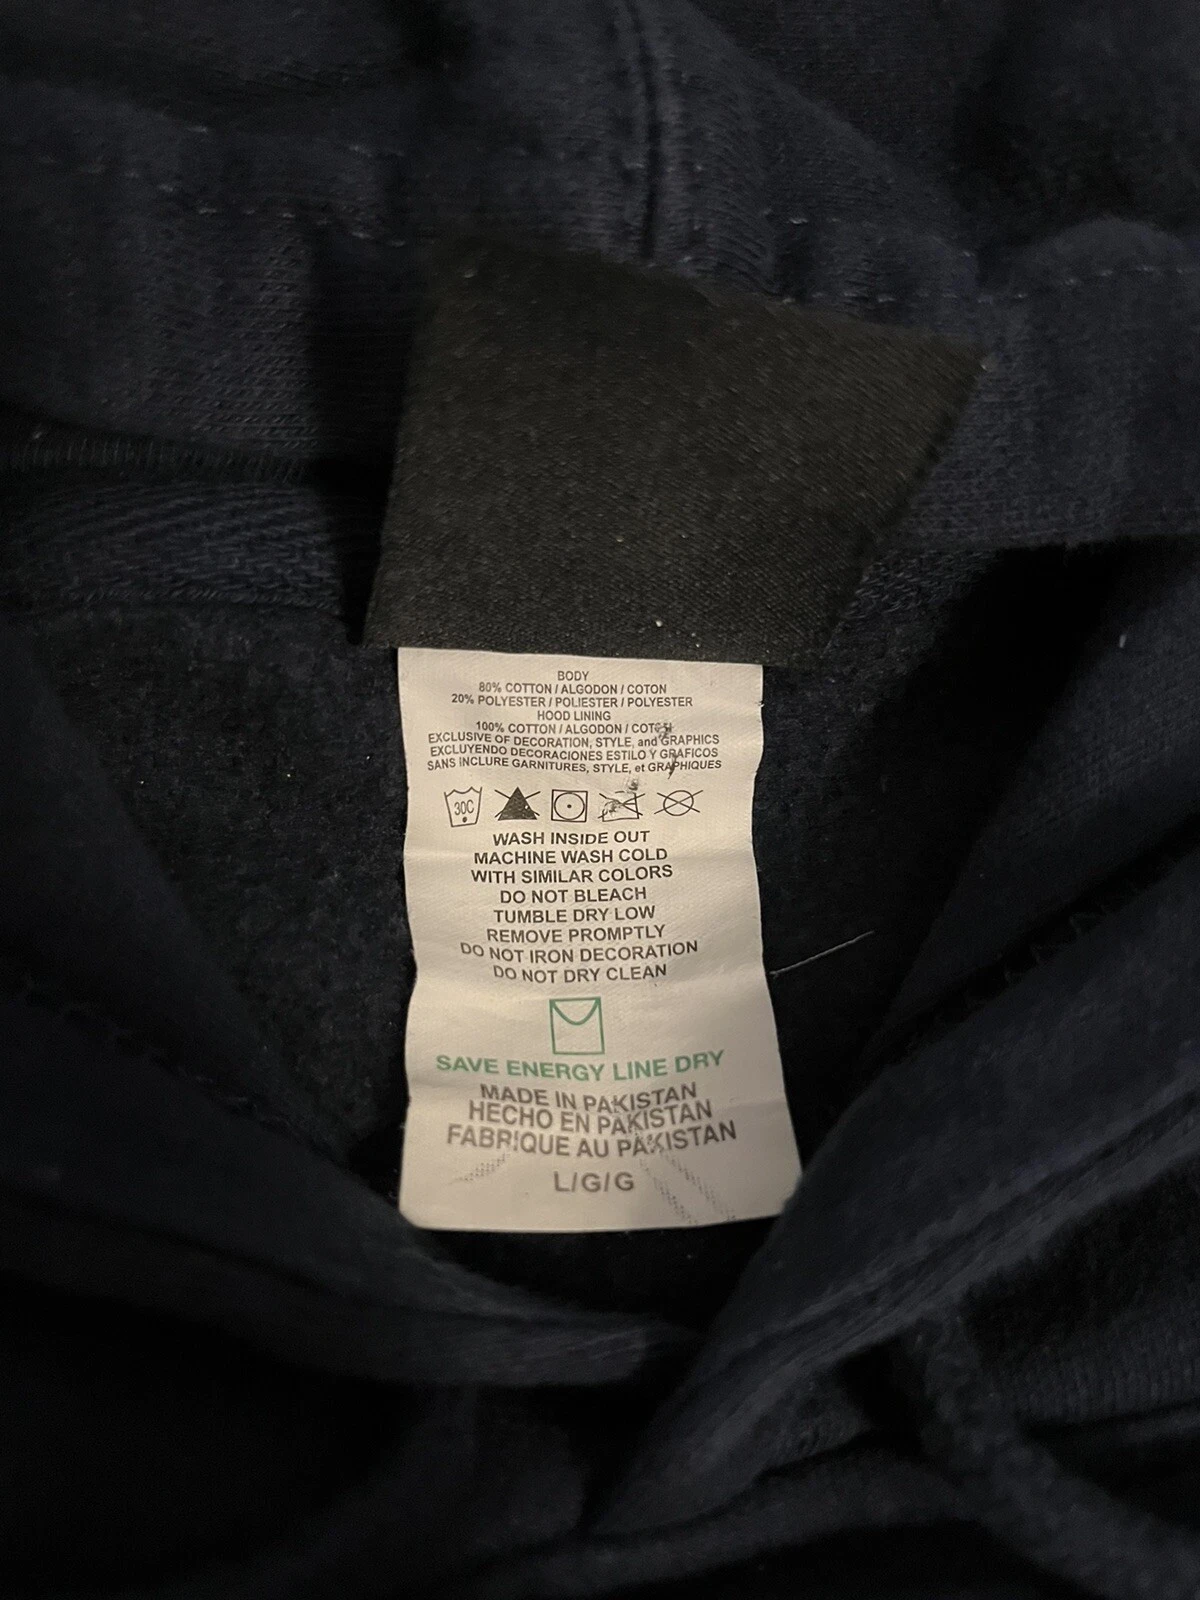 BODY
80% COTTON / ALGODON / COTON
20% POLYESTER / POLIESTER / POLYESTER
HOOD LINING
100% COTTON / ALGODON / COTON
EXCLUSIVE OF DECORATION, STYLE, and GRAPHICS
EXCLUYENDO DECORACIONES ESTILO Y GRAFICOS
SANS INCLURE GARNITURES, STYLE, et GRAPHIQUES
30C
WASH INSIDE OUT
MACHINE WASH COLD
WITH SIMILAR COLORS
DO NOT BLEACH
TUMBLE DRY LOW
REMOVE PROMPTLY
DO NOT IRON DECORATION
DO NOT DRY CLEAN
SAVE ENERGY LINE DRY
MADE IN PAKISTAN
HECHO EN PAKISTAN
FABRIQUE AU PAKISTAN
L/G/G